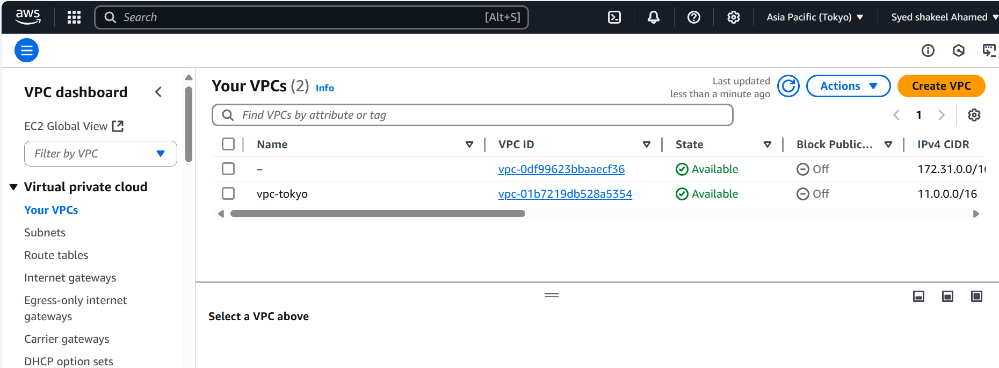 aws
Search [Alt+S]
Asia Pacific (Tokyo)
Syed shakeel Ahamed
VPC dashboard
EC2 Global View
Filter by VPC
Virtual private cloud
Your VPCs
Subnets
Route tables
Internet gateways
Egress-only internet
gateways
Carrier gateways
DHCP option sets
Your VPCs (2) Info
Last updated
less than a minute ago
Actions
Create VPC
Find VPCs by attribute or tag
1
Name VPC ID State Block Public... IPv4 CIDR
– vpc-0df99623bbaaecf36 Available Off 172.31.0.0/16
vpc-tokyo vpc-01b7219db528a5354 Available Off 11.0.0.0/16
Select a VPC above